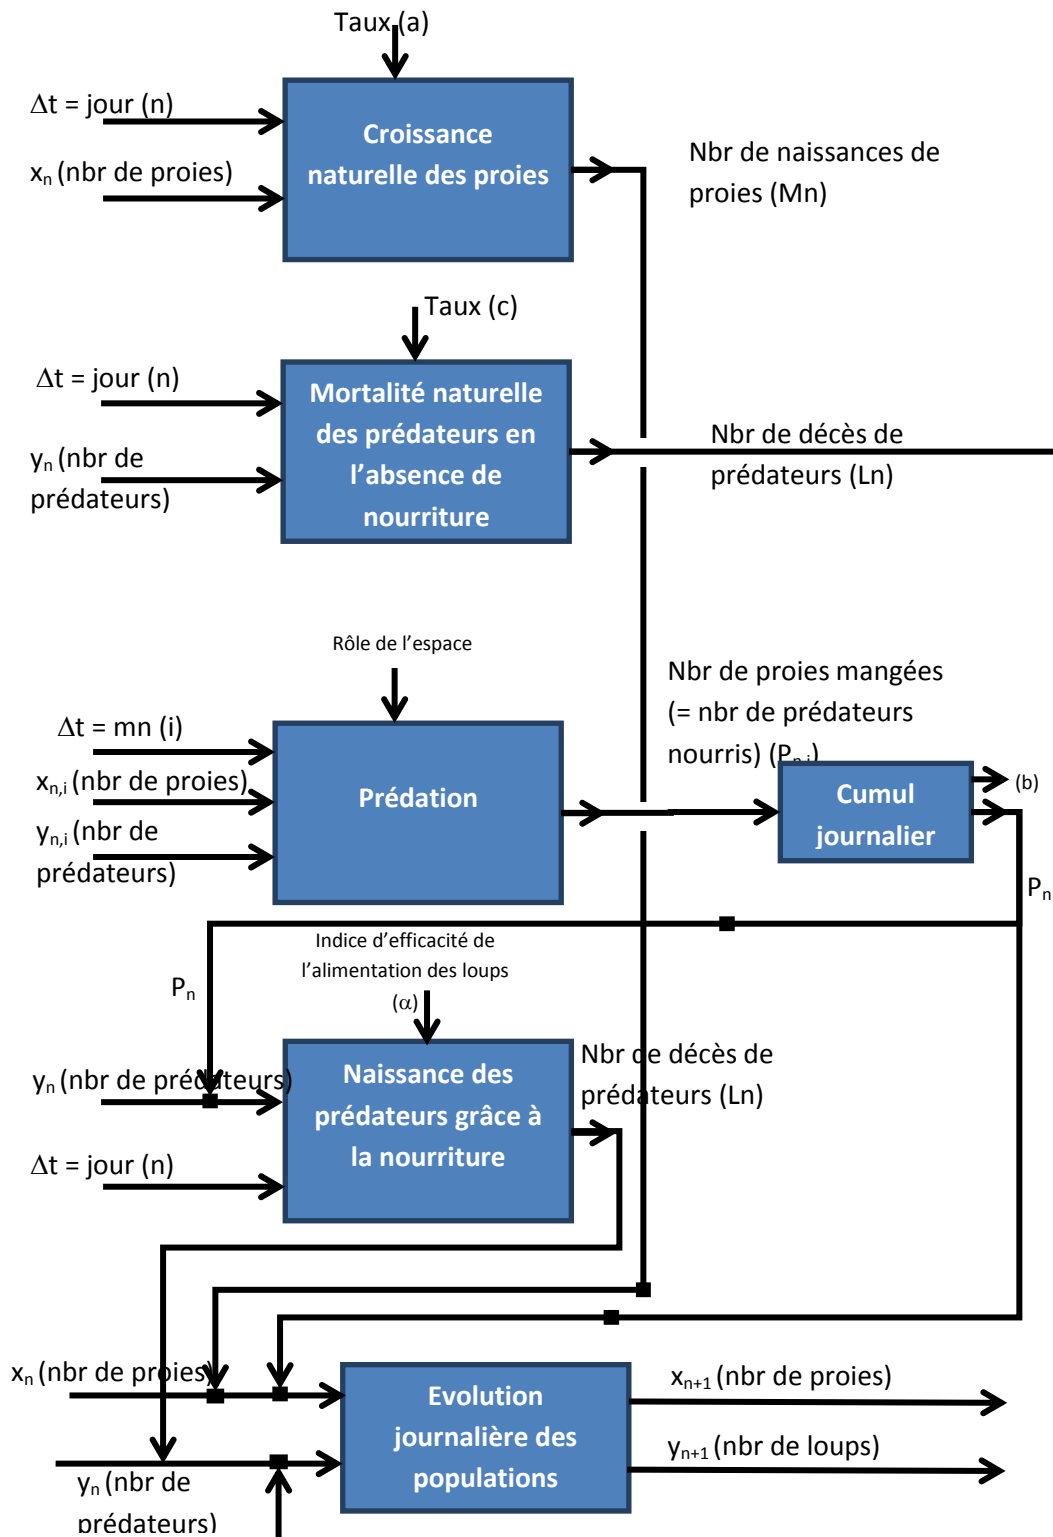 Taux (a)
Δt = jour (n)
xn (nbr de proies)
Croissance
naturelle des proies
Nbr de naissances de
proies (Mn)
Taux (c)
Δt = jour (n)
yn (nbr de
prédateurs)
Mortalité naturelle
des prédateurs en
l’absence de
nourriture
Nbr de décès de
prédateurs (Ln)
Rôle de l’espace
Δt = mn (i)
xn,i (nbr de proies)
yn,i (nbr de
prédateurs)
Prédation
Nbr de proies mangées
(= nbr de prédateurs
nourris) (Pn,i)
Cumul
journalier
(b)
Pn
Pn
Indice d’efficacité de
l’alimentation des loups
(α)
yn (nbr de prédateurs)
Δt = jour (n)
Naissance des
prédateurs grâce à
la nourriture
Nbr de décès de
prédateurs (Ln)
xn (nbr de proies)
yn (nbr de
prédateurs)
Evolution
journalière des
populations
xn+1 (nbr de proies)
yn+1 (nbr de loups)